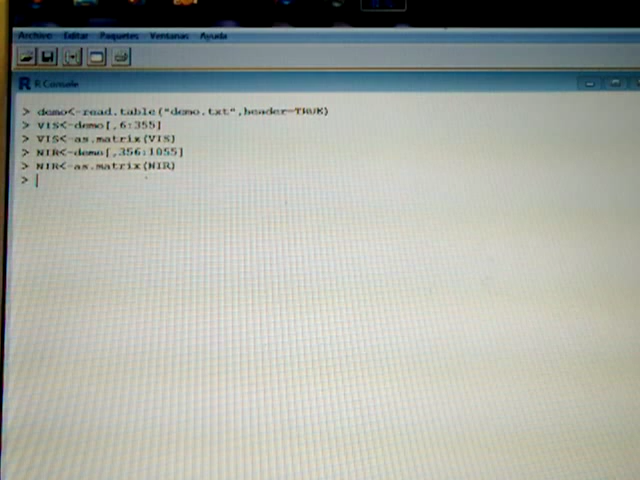 Archivo Editar Paquetes Ventanas Ayuda
R Console
> demo<-read.table("demo.txt",header=TRUE)
> VIS<-demo[,6:355]
> VIS<-as.matrix(VIS)
> NIR<-demo[,356:1055]
> NIR<-as.matrix(NIR)
>